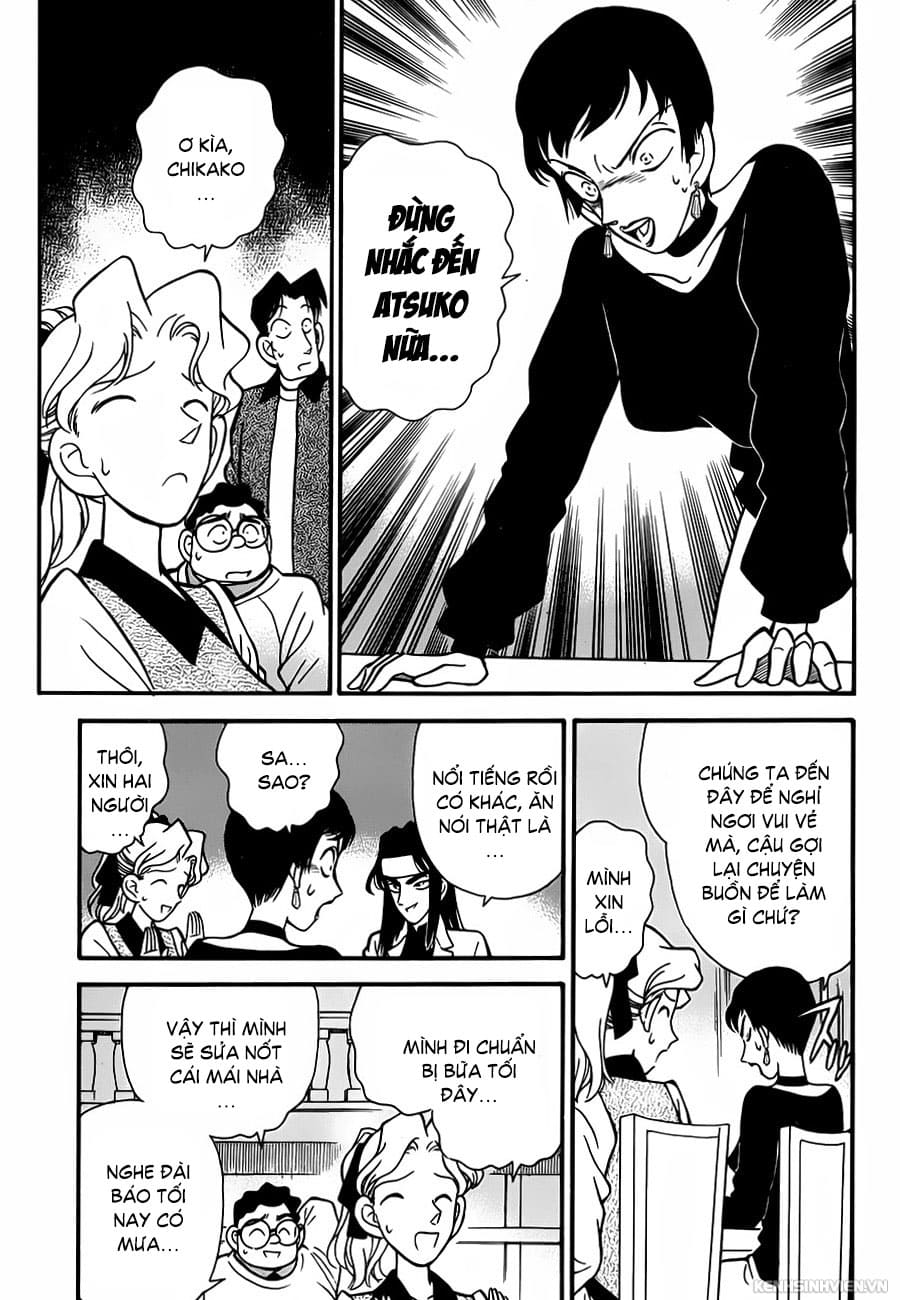 ĐỪNG
NHẮC ĐẾN
ATSUKO
NỮA...
Ơ KÌA,
CHIKAKO
...
CHÚNG TA ĐẾN
ĐÂY ĐỂ NGHỈ
NGƠI VUI VẺ
MÀ, CẬU GỢI
LẠI CHUYỆN
BUỒN ĐỂ LÀM
GÌ CHỨ?
MÌNH
XIN
LỖI...
NỔI TIẾNG RỒI
CÓ KHÁC, ĂN
NÓI THẬT LÀ
...
SA...
SAO?
THÔI,
XIN HAI
NGƯỜI
...
MÌNH ĐI CHUẨN
BỊ BỮA TỐI
ĐÂY...
VẬY THÌ MÌNH
SẼ SỬA NỐT
CÁI MÁI NHÀ
...
NGHE ĐÀI
BÁO TỐI
NAY CÓ
MƯA...
KENHSINHVIEN.VN